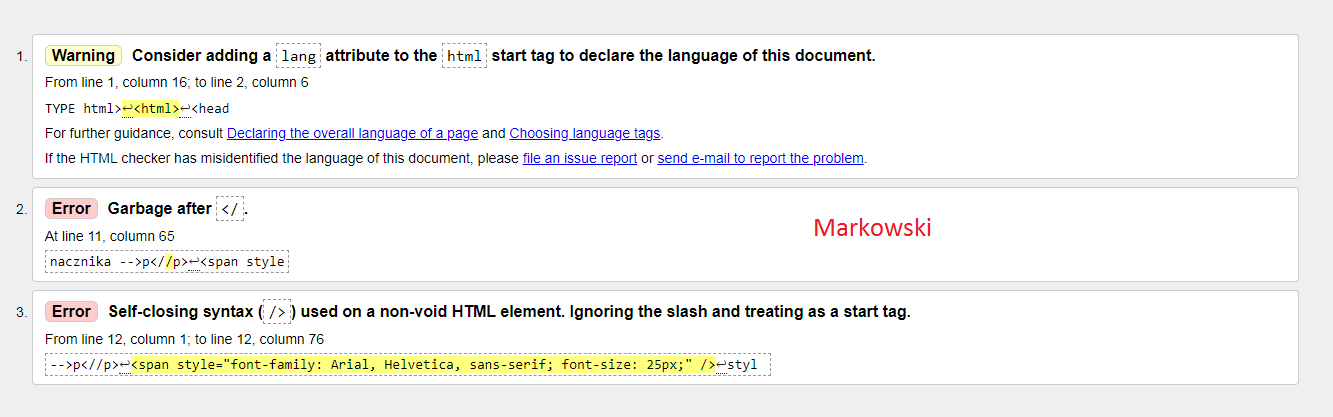 1. Warning Consider adding a lang attribute to the html start tag to declare the language of this document.
From line 1, column 16; to line 2, column 6
TYPE html>↩<html>↩<head
For further guidance, consult Declaring the overall language of a page and Choosing language tags.
If the HTML checker has misidentified the language of this document, please file an issue report or send e-mail to report the problem.
2. Error Garbage after </.
Markowski
At line 11, column 65
nacznika -->p<//p>↩<span style
3. Error Self-closing syntax (/>) used on a non-void HTML element. Ignoring the slash and treating as a start tag.
From line 12, column 1; to line 12, column 76
-->p<//p>↩<span style="font-family: Arial, Helvetica, sans-serif; font-size: 25px;" />↩styl